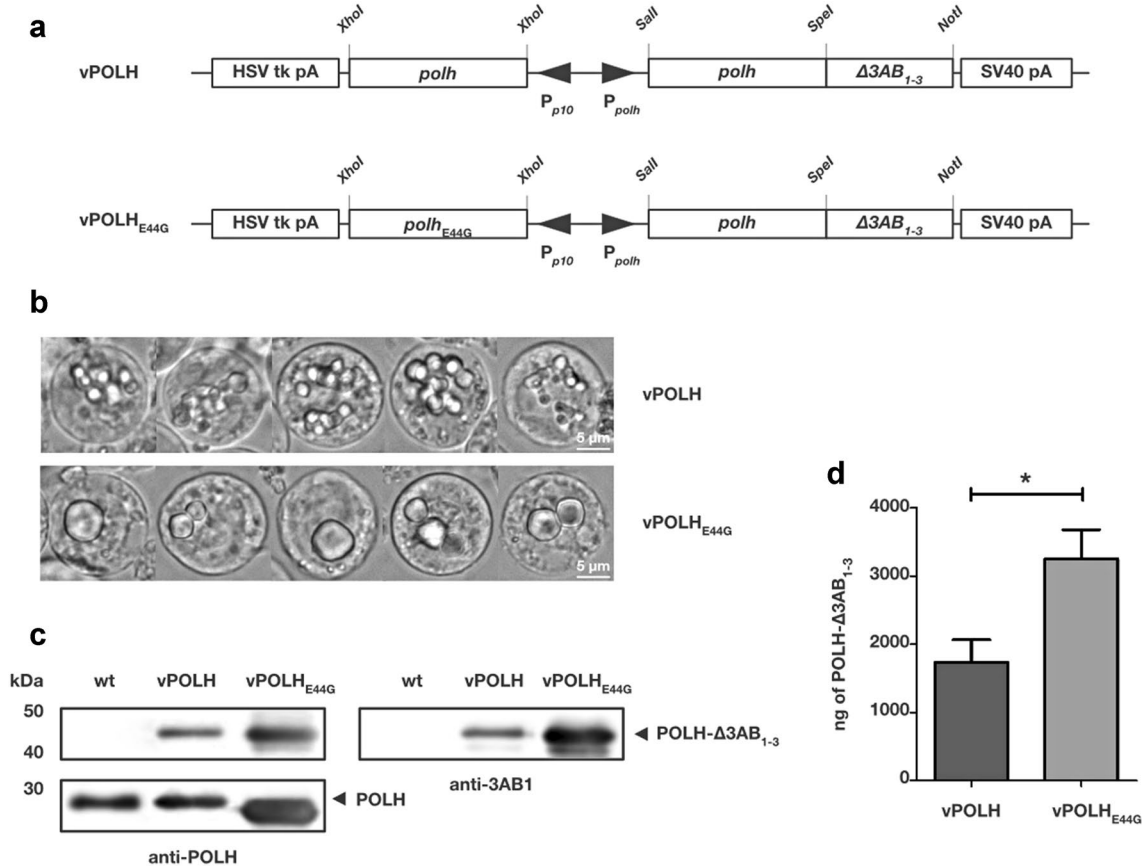 a
XhoI XhoI SalI SpeI NotI
vPOLH HSV tk pA polh polh Δ3AB1-3 SV40 pA
Pp10 Ppolh
XhoI XhoI SalI SpeI NotI
vPOLHE44G HSV tk pA polhE44G polh Δ3AB1-3 SV40 pA
Pp10 Ppolh
b
vPOLH
5 µm
vPOLHE44G
5 µm
c
kDa wt vPOLH vPOLHE44G wt vPOLH vPOLHE44G
50
40
POLH-Δ3AB1-3
anti-3AB1
30
POLH
anti-POLH
d
*
ng of POLH-Δ3AB1-3
4000
3000
2000
1000
0
vPOLH vPOLHE44G